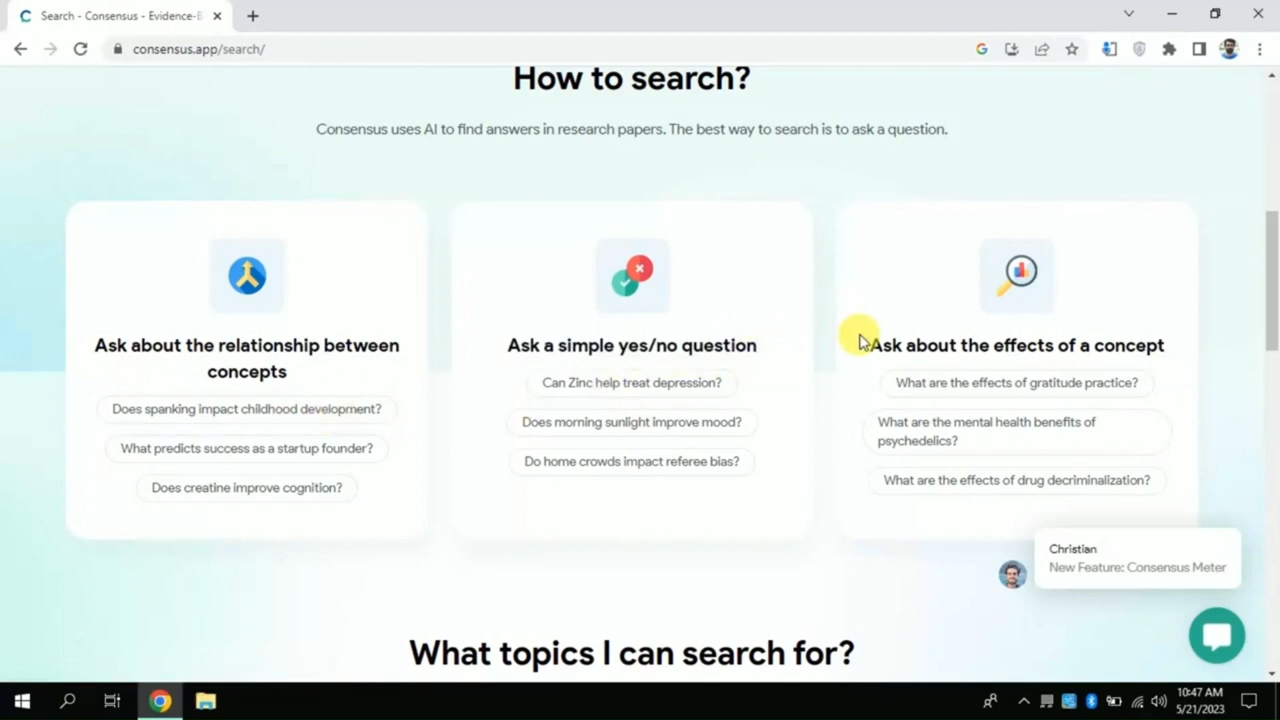 Search - Consensus - Evidence-B
consensus.app/search/
How to search?
Consensus uses AI to find answers in research papers. The best way to search is to ask a question.
Ask about the relationship between
concepts
Does spanking impact childhood development?
What predicts success as a startup founder?
Does creatine improve cognition?
Ask a simple yes/no question
Can Zinc help treat depression?
Does morning sunlight improve mood?
Do home crowds impact referee bias?
Ask about the effects of a concept
What are the effects of gratitude practice?
What are the mental health benefits of
psychedelics?
What are the effects of drug decriminalization?
Christian
New Feature: Consensus Meter
What topics I can search for?
10:47 AM
5/21/2023